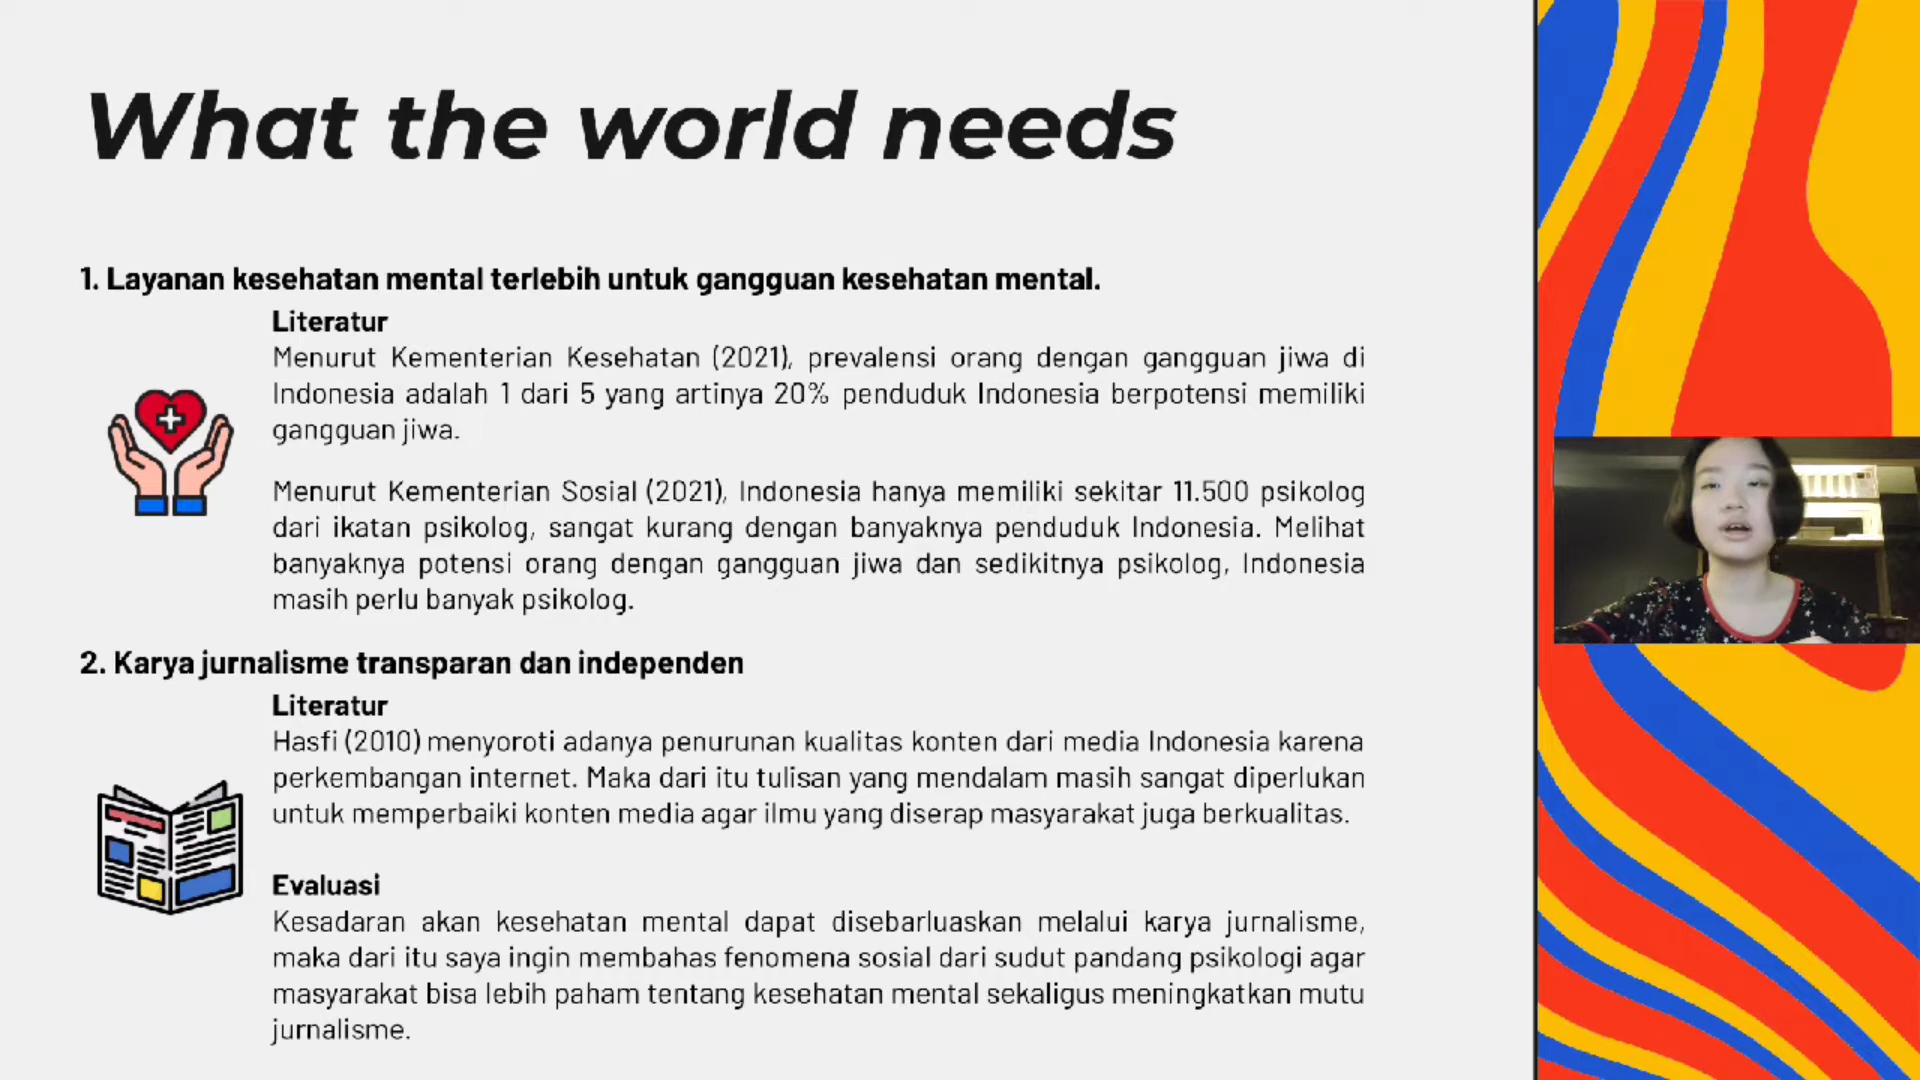 What the world needs
1. Layanan kesehatan mental terlebih untuk gangguan kesehatan mental.
Literatur
Menurut Kementerian Kesehatan (2021), prevalensi orang dengan gangguan jiwa di
Indonesia adalah 1 dari 5 yang artinya 20% penduduk Indonesia berpotensi memiliki
gangguan jiwa.
Menurut Kementerian Sosial (2021), Indonesia hanya memiliki sekitar 11.500 psikolog
dari ikatan psikolog, sangat kurang dengan banyaknya penduduk Indonesia. Melihat
banyaknya potensi orang dengan gangguan jiwa dan sedikitnya psikolog, Indonesia
masih perlu banyak psikolog.
2. Karya jurnalisme transparan dan independen
Literatur
Hasfi (2010) menyoroti adanya penurunan kualitas konten dari media Indonesia karena
perkembangan internet. Maka dari itu tulisan yang mendalam masih sangat diperlukan
untuk memperbaiki konten media agar ilmu yang diserap masyarakat juga berkualitas.
Evaluasi
Kesadaran akan kesehatan mental dapat disebarluaskan melalui karya jurnalisme,
maka dari itu saya ingin membahas fenomena sosial dari sudut pandang psikologi agar
masyarakat bisa lebih paham tentang kesehatan mental sekaligus meningkatkan mutu
jurnalisme.